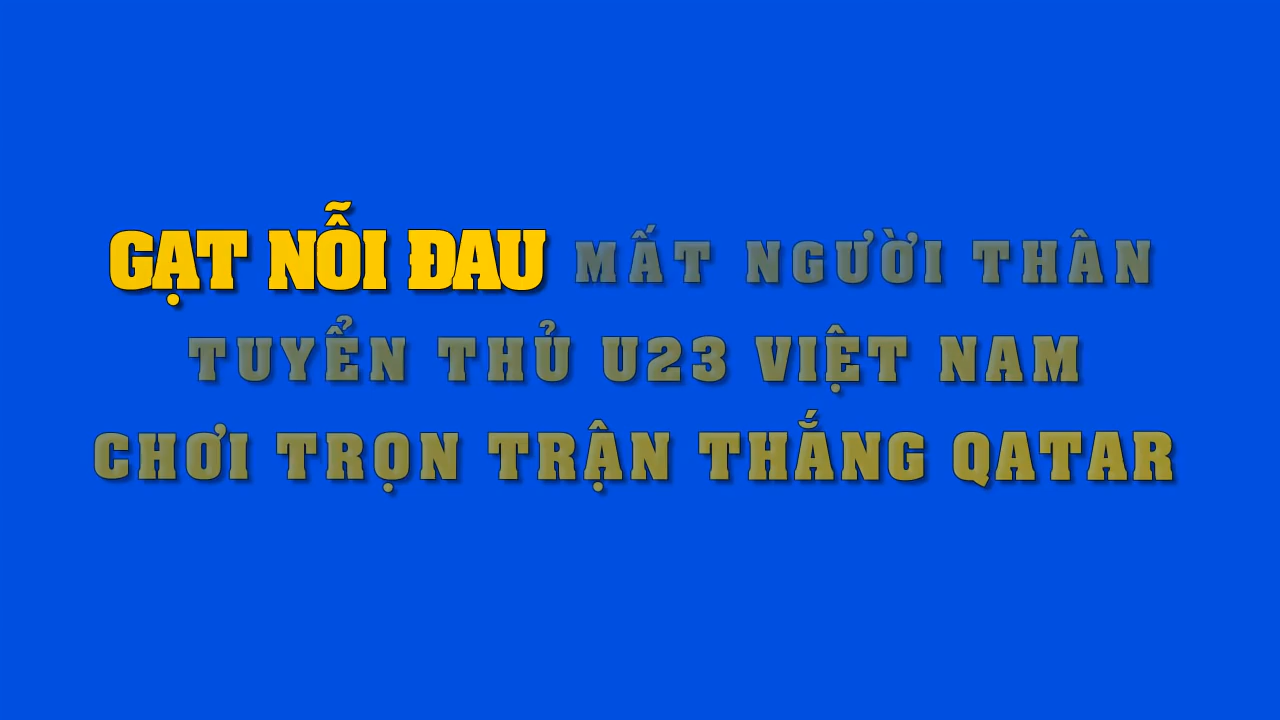 GẠT NỖI ĐAU MẤT NGƯỜI THÂN
TUYỂN THỦ U23 VIỆT NAM
CHƠI TRỌN TRẬN THẮNG QATAR